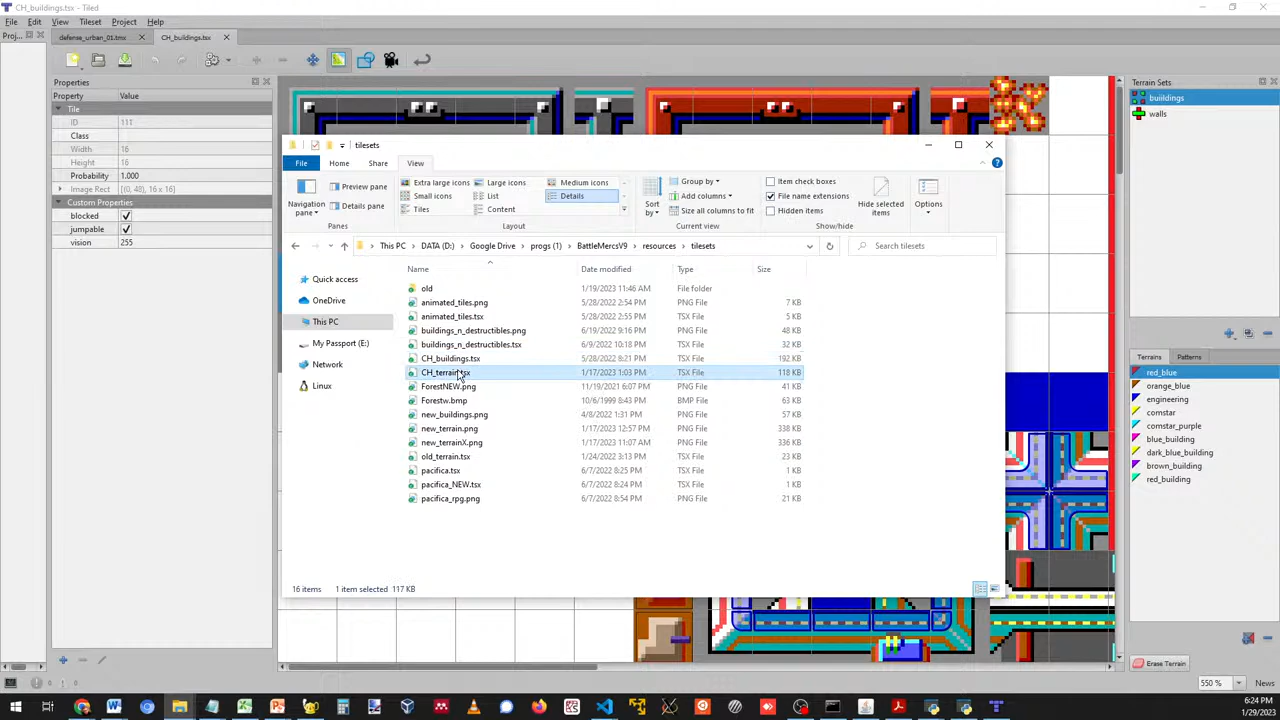 CH_buildings.tsx - Tiled
File Edit View Tileset Project Help
Proj...
defense_urban_01.tmx
CH_buildings.tsx
Properties
Property Value
Tile
ID 111
Class
Width 16
Height 16
Probability 1.000
Image Rect [(0, 48), 16 x 16]
Custom Properties
blocked
jumpable
vision 255
tilesets
File Home Share View
Navigation pane
Preview pane
Details pane
Panes
Extra large icons Large icons Medium icons
Small icons List Details
Tiles Content
Layout
Sort by
Group by
Add columns
Size all columns to fit
Current view
Item check boxes
File name extensions
Hidden items
Hide selected items
Show/hide
Options
This PC DATA (D:) Google Drive progs (1) BattleMercsV9 resources tilesets
Search tilesets
Quick access
OneDrive
This PC
My Passport (E:)
Network
Linux
Name Date modified Type Size
old 1/19/2023 11:46 AM File folder
animated_tiles.png 5/28/2022 2:54 PM PNG File 7 KB
animated_tiles.tsx 5/28/2022 2:55 PM TSX File 5 KB
buildings_n_destructibles.png 6/19/2022 9:16 PM PNG File 48 KB
buildings_n_destructibles.tsx 6/9/2022 10:18 PM TSX File 32 KB
CH_buildings.tsx 5/28/2022 8:21 PM TSX File 192 KB
CH_terrain.tsx 1/17/2023 1:03 PM TSX File 118 KB
ForestNEW.png 11/19/2021 6:07 PM PNG File 41 KB
Forestw.bmp 10/6/1999 8:43 PM BMP File 63 KB
new_buildings.png 4/8/2022 1:31 PM PNG File 57 KB
new_terrain.png 1/17/2023 12:57 PM PNG File 338 KB
new_terrainX.png 1/17/2023 11:07 AM PNG File 336 KB
old_terrain.tsx 1/24/2022 3:13 PM TSX File 23 KB
pacifica.tsx 6/7/2022 8:25 PM TSX File 1 KB
pacifica_NEW.tsx 6/7/2022 8:24 PM TSX File 1 KB
pacifica_rpg.png 6/7/2022 8:54 PM PNG File 21 KB
16 items 1 item selected 117 KB
Terrain Sets
buildings
walls
Terrains Patterns
red_blue
orange_blue
engineering
comstar
comstar_purple
blue_building
dark_blue_building
brown_building
red_building
Erase Terrain
0 0
550 % News
6:24 PM
1/29/2023